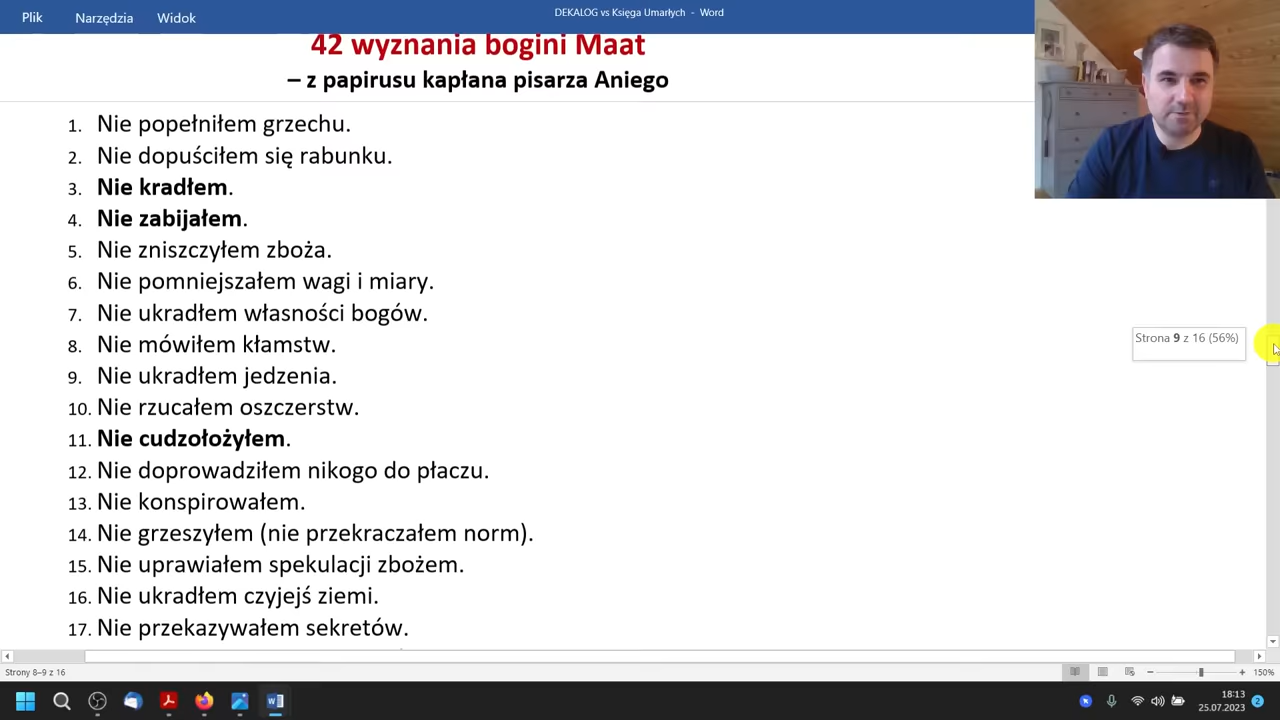 DEKALOG vs Księga Umarłych - Word
Plik Narzędzia Widok
42 wyznania bogini Maat
– z papirusu kapłana pisarza Aniego
1. Nie popełniłem grzechu.
2. Nie dopuściłem się rabunku.
3. Nie kradłem.
4. Nie zabijałem.
5. Nie zniszczyłem zboża.
6. Nie pomniejszałem wagi i miary.
7. Nie ukradłem własności bogów.
8. Nie mówiłem kłamstw.
9. Nie ukradłem jedzenia.
10. Nie rzucałem oszczerstw.
11. Nie cudzołożyłem.
12. Nie doprowadziłem nikogo do płaczu.
13. Nie konspirowałem.
14. Nie grzeszyłem (nie przekraczałem norm).
15. Nie uprawiałem spekulacji zbożem.
16. Nie ukradłem czyjejś ziemi.
17. Nie przekazywałem sekretów.
Strona 9 z 16 (56%)
Strony 8–9 z 16
150%
18:13
25.07.2023
2